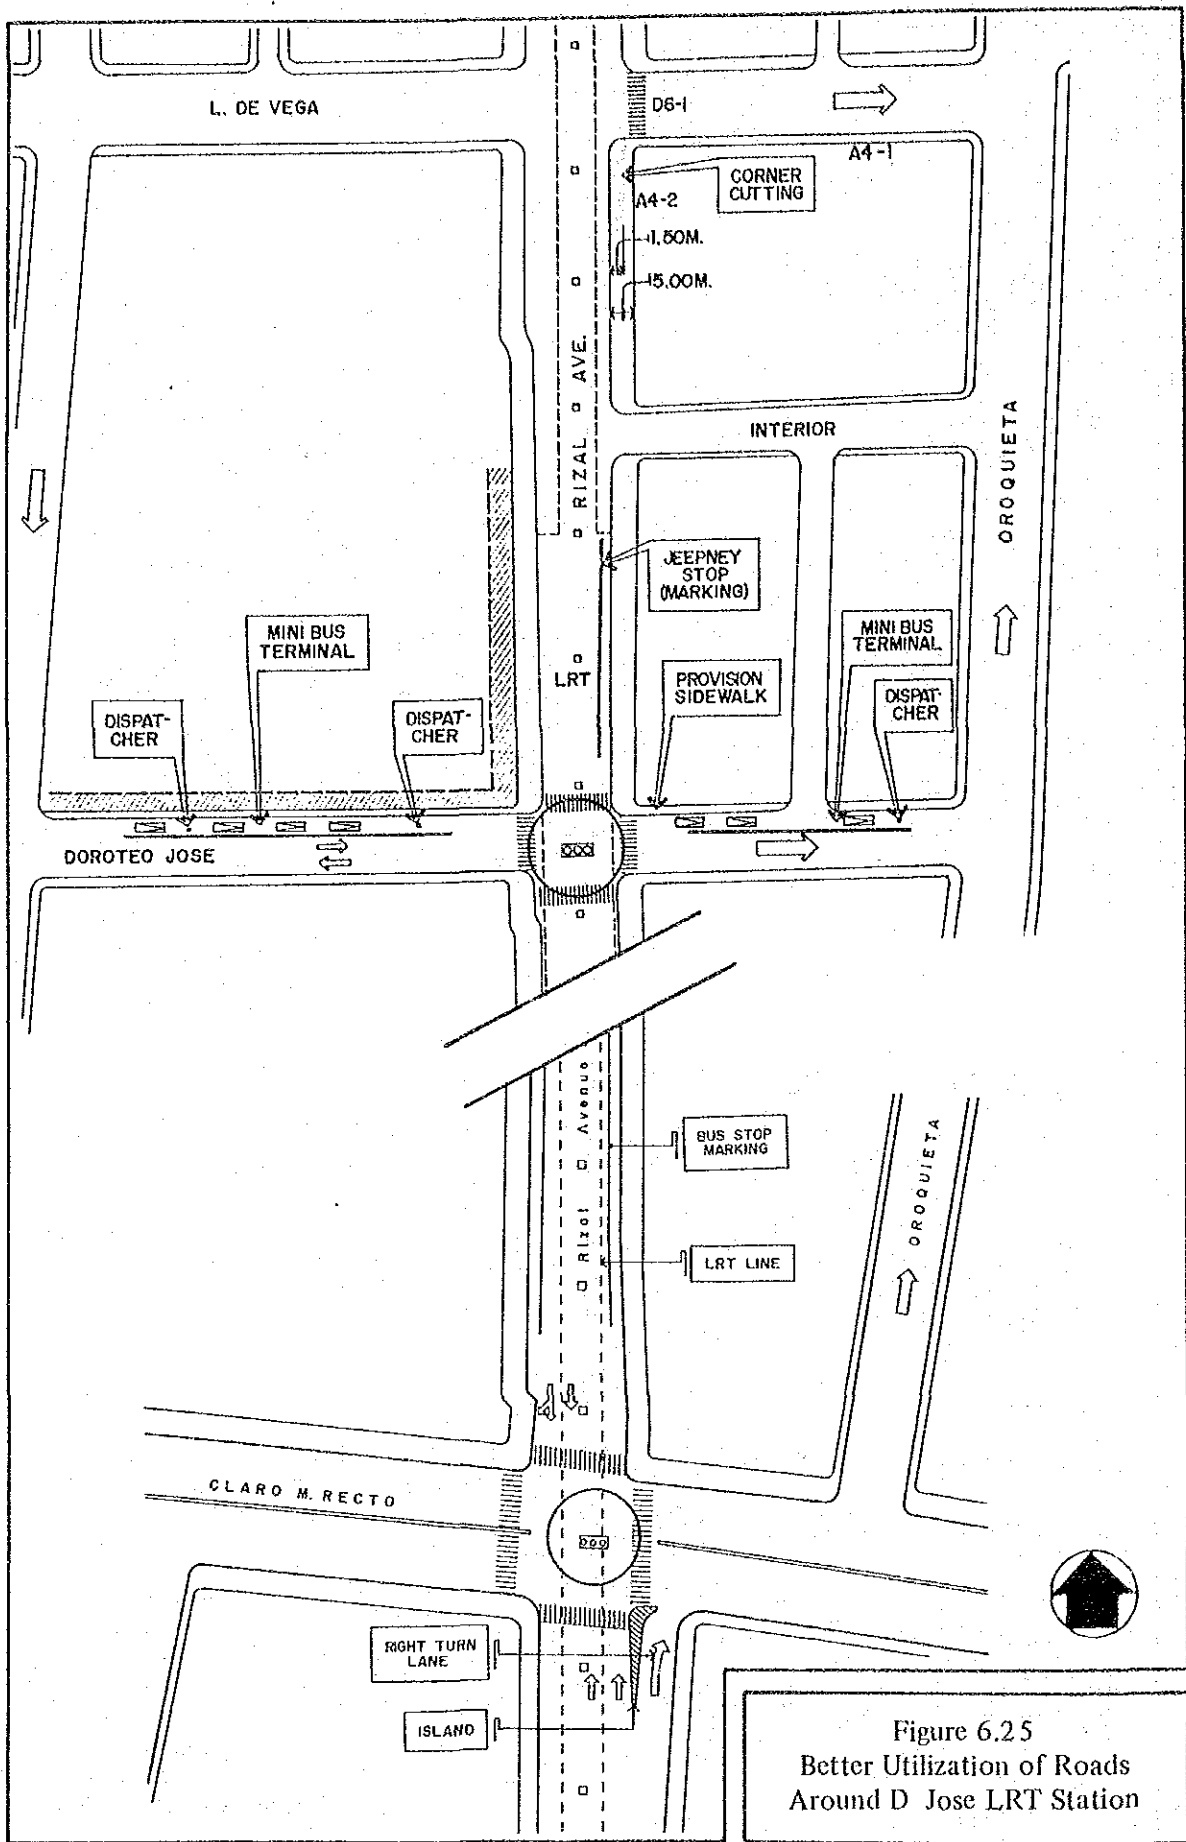 L. DE VEGA
D6-1
A4-1
CORNER
CUTTING
A4-2
1.50M.
15.00M.
RIZAL AVE.
INTERIOR
OROQUIETA
JEEPNEY
STOP
(MARKING)
MINI BUS
TERMINAL
MINI BUS
TERMINAL
LRT
PROVISION
SIDEWALK
DISPAT-
CHER
DISPAT-
CHER
DISPAT-
CHER
DOROTEO JOSE
Rizal Avenue
BUS STOP
MARKING
OROQUIETA
LRT LINE
CLARO M. RECTO
RIGHT TURN
LANE
ISLAND
Figure 6.25
Better Utilization of Roads
Around D Jose LRT Station